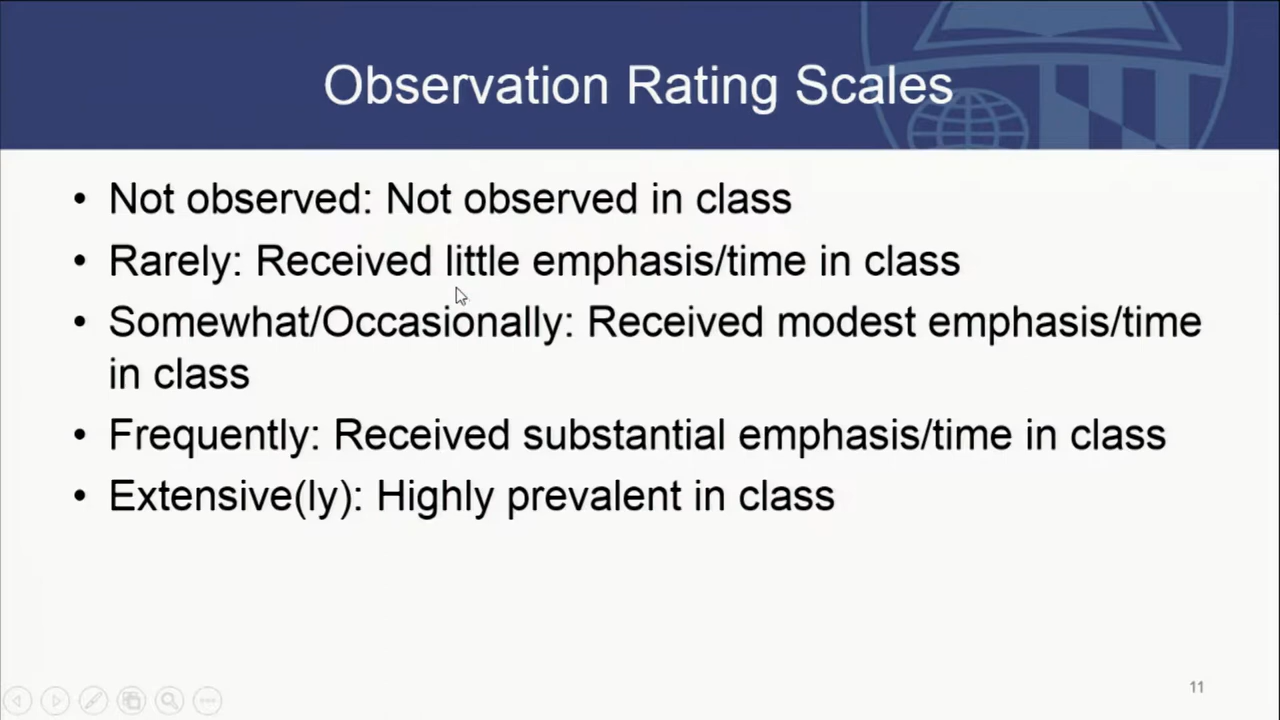 Observation Rating Scales
• Not observed: Not observed in class
• Rarely: Received little emphasis/time in class
• Somewhat/Occasionally: Received modest emphasis/time
in class
• Frequently: Received substantial emphasis/time in class
• Extensive(ly): Highly prevalent in class
11